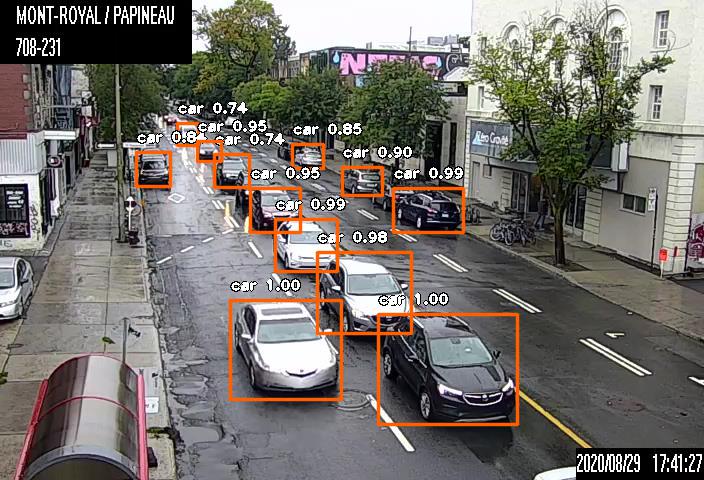 MONT-ROYAL / PAPINEAU
708-231
car 0.74
car 0.84
car 0.95
car 0.74
car 0.85
car 0.90
car 0.95
car 0.99
car 0.99
car 0.98
car 1.00
car 1.00
Zéro Gravité
2020/08/29 17:41:27